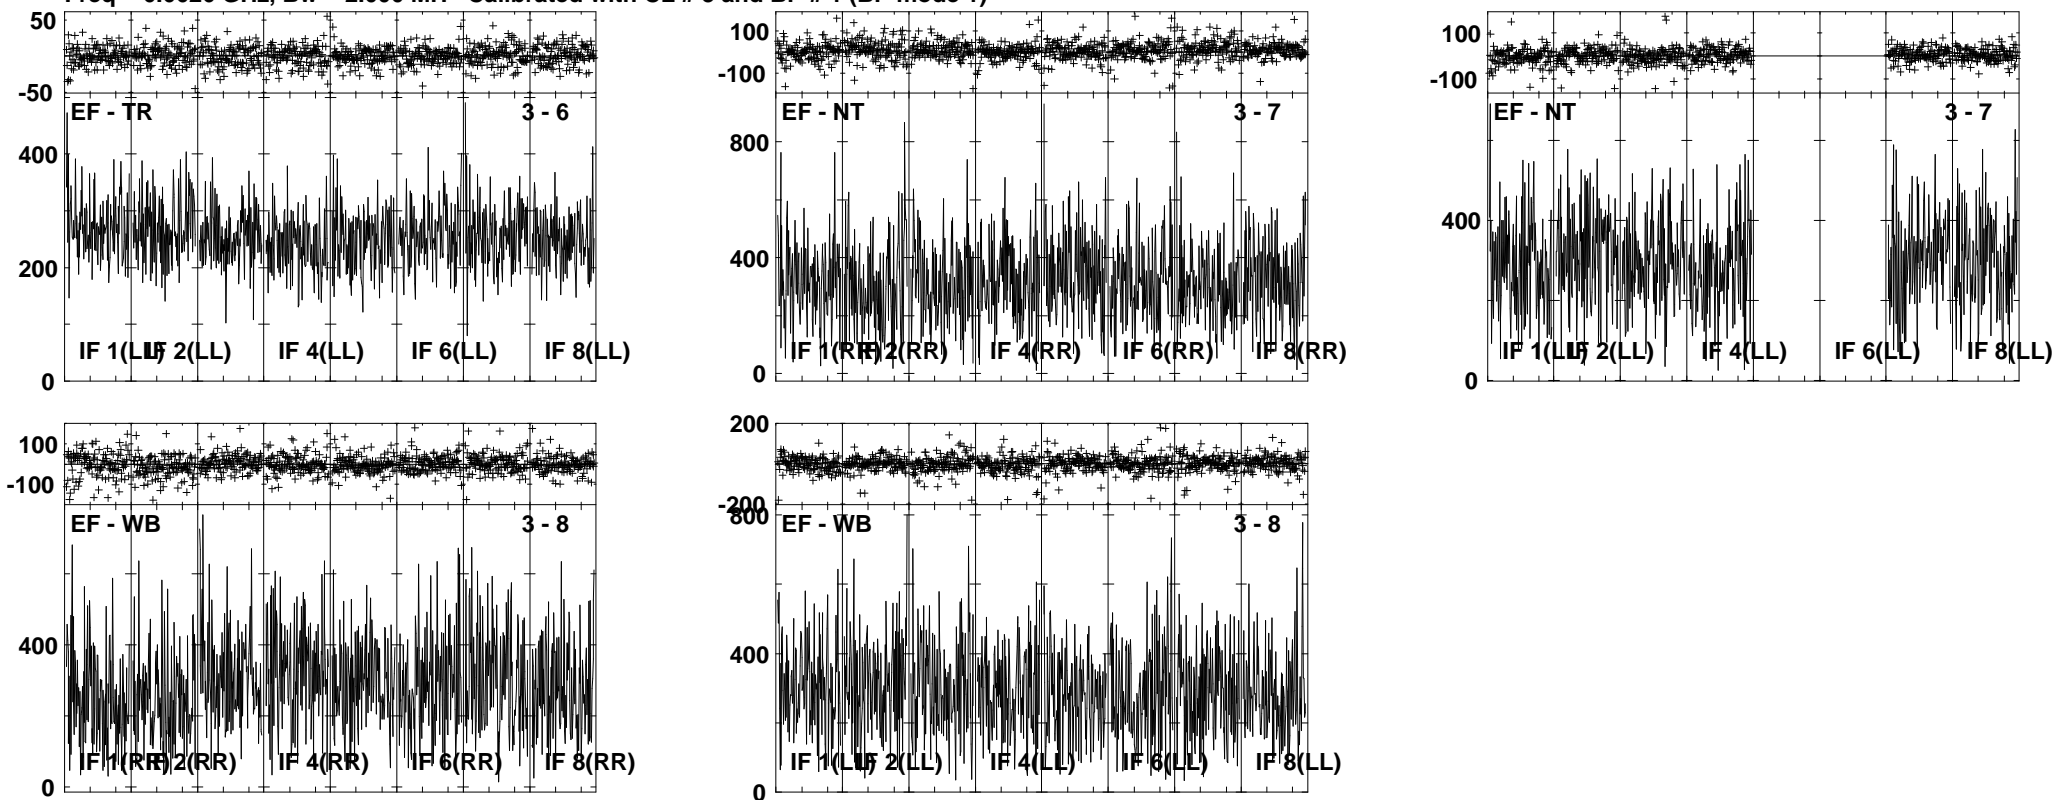 50
-50
EF - TR
3 - 6
400
200
0
IF 1(LL)
IF 2(LL)
IF 4(LL)
IF 6(LL)
IF 8(LL)
100
-100
EF - NT
3 - 7
800
400
0
IF 1(RR)
IF 2(RR)
IF 4(RR)
IF 6(RR)
IF 8(RR)
100
-100
EF - NT
3 - 7
400
0
IF 1(LL)
IF 2(LL)
IF 4(LL)
IF 6(LL)
IF 8(LL)
100
-100
EF - WB
3 - 8
400
0
IF 1(RR)
IF 2(RR)
IF 4(RR)
IF 6(RR)
IF 8(RR)
200
-200
800
EF - WB
3 - 8
400
0
IF 1(LL)
IF 2(LL)
IF 4(LL)
IF 6(LL)
IF 8(LL)